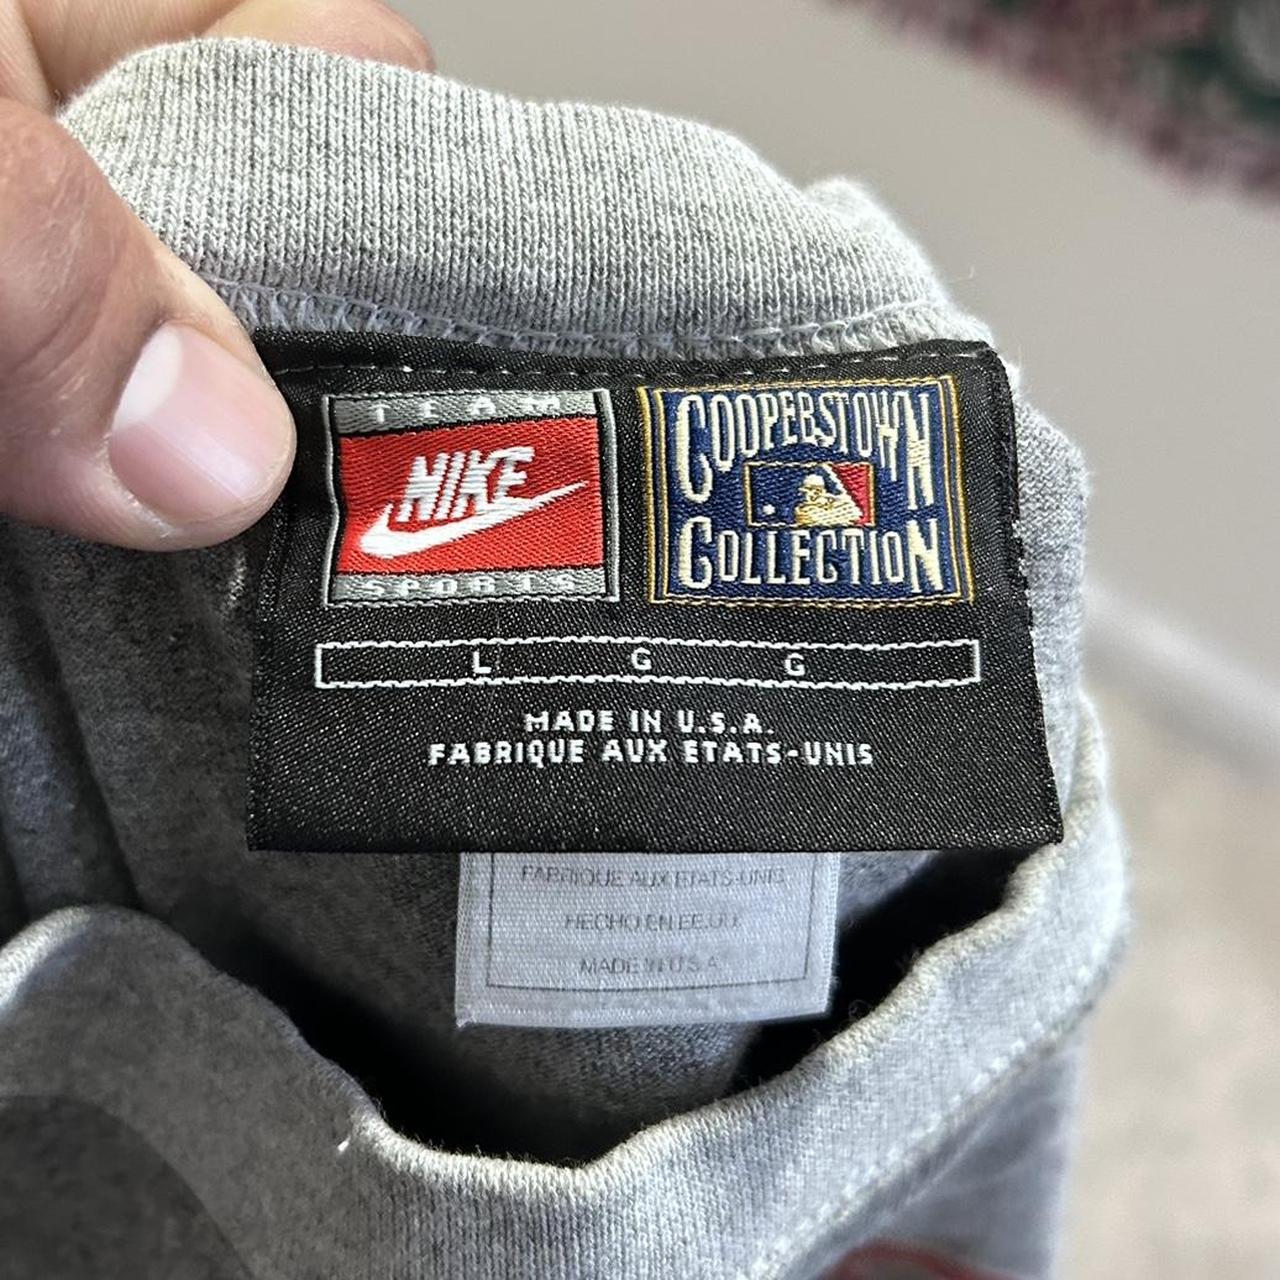 TEAM
NIKE
SPORTS
COOPERSTOWN
COLLECTION
L G G
MADE IN U.S.A.
FABRIQUE AUX ETATS-UNIS
FABRIQUE AUX ETATS-UNIS
HECHO EN EE.UU.
MADE IN U.S.A.